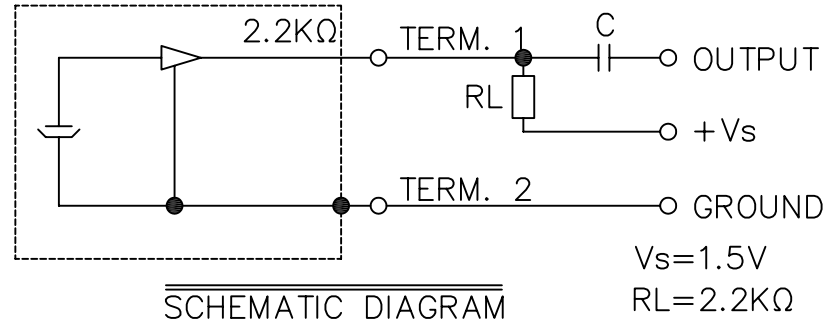 2.2KΩ
TERM. 1
C
OUTPUT
RL
+Vs
TERM. 2
GROUND
Vs=1.5V
RL=2.2KΩ
SCHEMATIC DIAGRAM